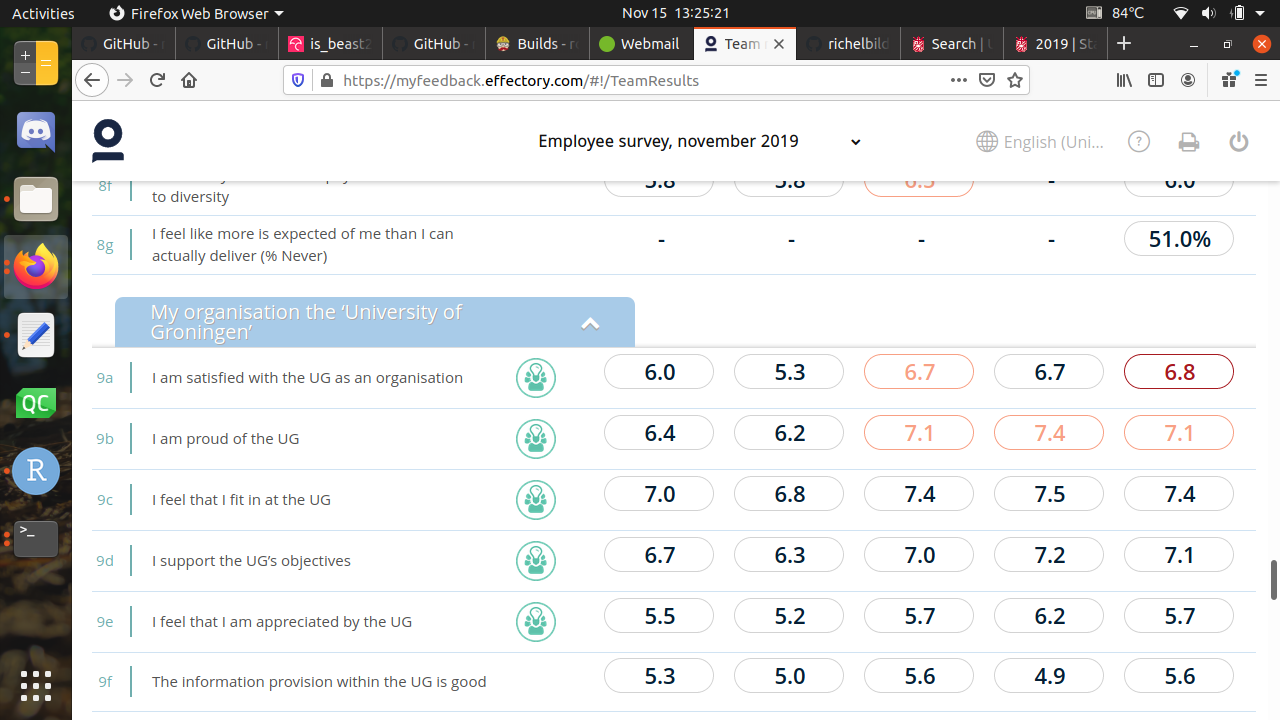 Activities Firefox Web Browser Nov 15 13:25:21 84°C
GitHub - GitHub - is_beast2 GitHub - Builds - Webmail Team richelbild Search | 2019 |
https://myfeedback.effectory.com/#!/TeamResults
Employee survey, november 2019 English (Uni... ?
8f 5.8 5.8 6.5 - 6.0
to diversity
8g I feel like more is expected of me than I can actually deliver (% Never) - - - - 51.0%
My organisation the ‘University of
Groningen’
9a I am satisfied with the UG as an organisation 6.0 5.3 6.7 6.7 6.8
9b I am proud of the UG 6.4 6.2 7.1 7.4 7.1
9c I feel that I fit in at the UG 7.0 6.8 7.4 7.5 7.4
9d I support the UG’s objectives 6.7 6.3 7.0 7.2 7.1
9e I feel that I am appreciated by the UG 5.5 5.2 5.7 6.2 5.7
9f The information provision within the UG is good 5.3 5.0 5.6 4.9 5.6
QC
R
>_